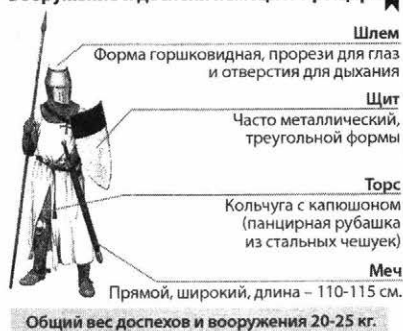 Шлем
Форма горшковидная, прорези для глаз
и отверстия для дыхания
Щит
Часто металлический,
треугольной формы
Торс
Кольчуга с капюшоном
(панцирная рубашка
из стальных чешуек)
Меч
Прямой, широкий, длина – 110-115 см.
Общий вес доспехов и вооружения 20-25 кг.